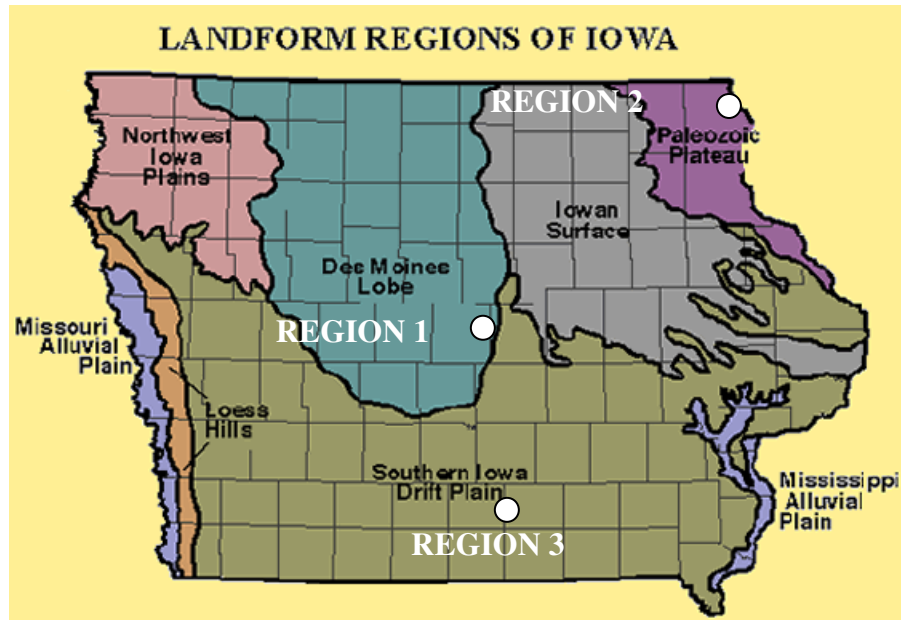 LANDFORM REGIONS OF IOWA
REGION 2
Northwest
Iowa
Plains
Paleozoic
Plateau
Iowan
Surface
Des Moines
Lobe
REGION 1
Missouri
Alluvial
Plain
Loess
Hills
Southern Iowa
Drift Plain
Mississippi
Alluvial
Plain
REGION 3